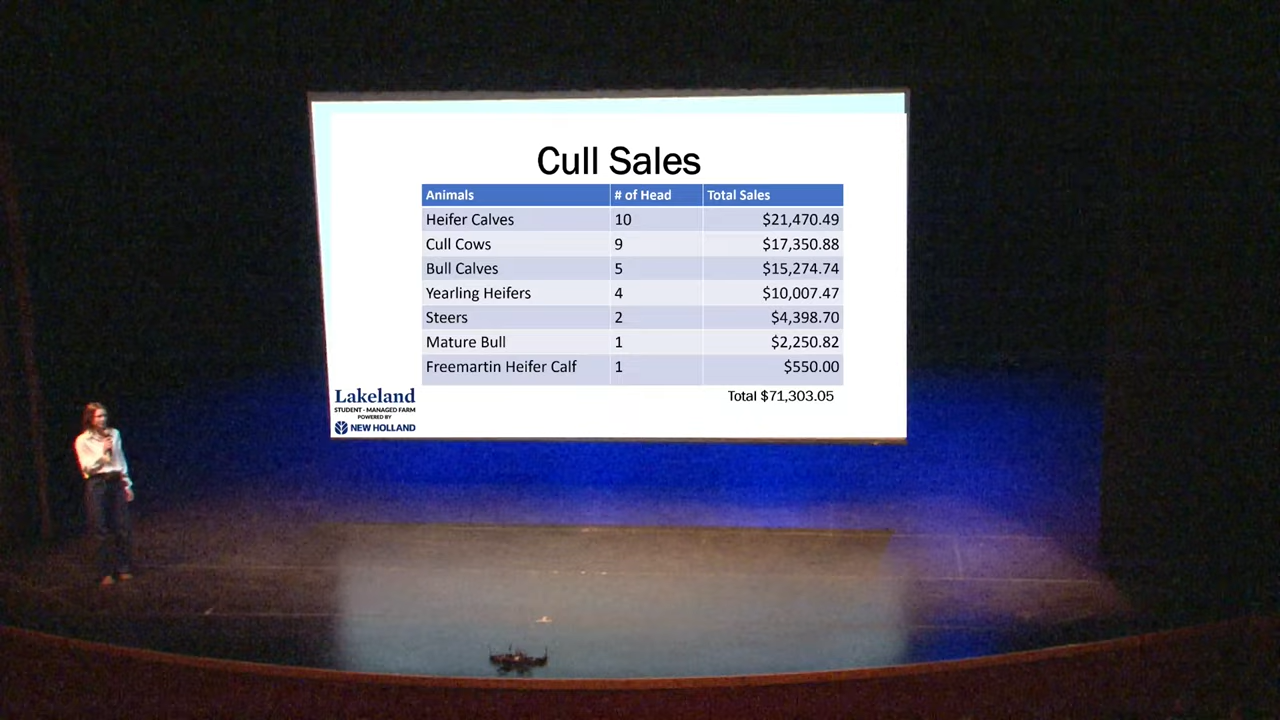 Cull Sales
Animals # of Head Total Sales
Heifer Calves 10 $21,470.49
Cull Cows 9 $17,350.88
Bull Calves 5 $15,274.74
Yearling Heifers 4 $10,007.47
Steers 2 $4,398.70
Mature Bull 1 $2,250.82
Freemartin Heifer Calf 1 $550.00
Total $71,303.05
Lakeland
STUDENT - MANAGED FARM
POWERED BY
NEW HOLLAND